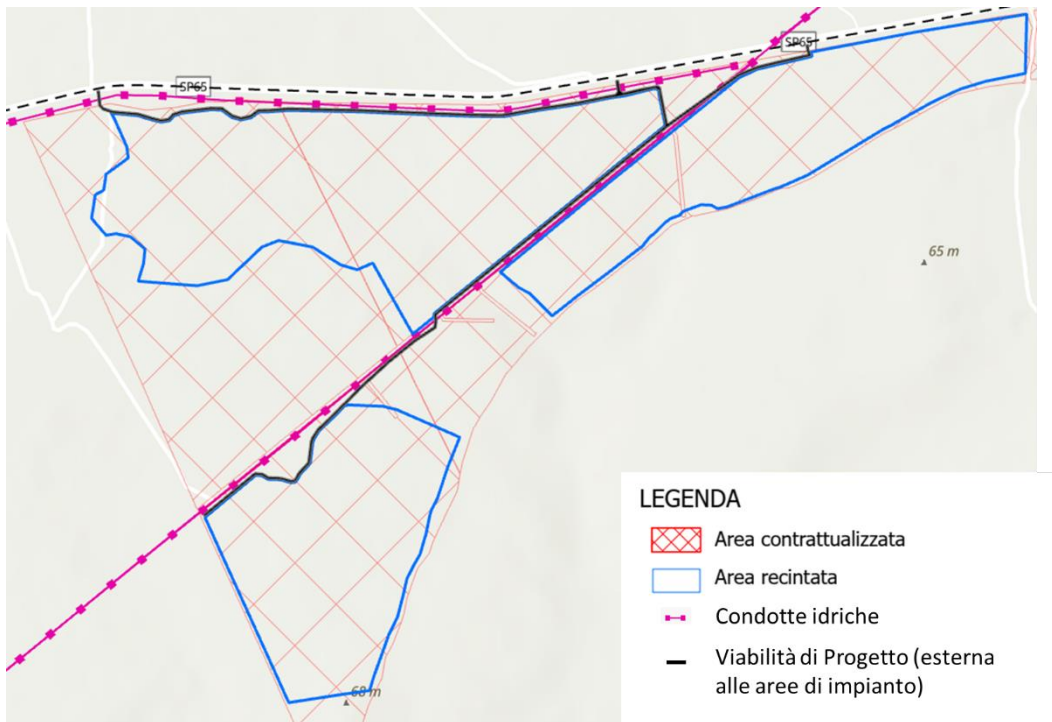 SP65
SP65
65 m
68 m
LEGENDA
Area contrattualizzata
Area recintata
Condotte idriche
Viabilità di Progetto (esterna
alle aree di impianto)